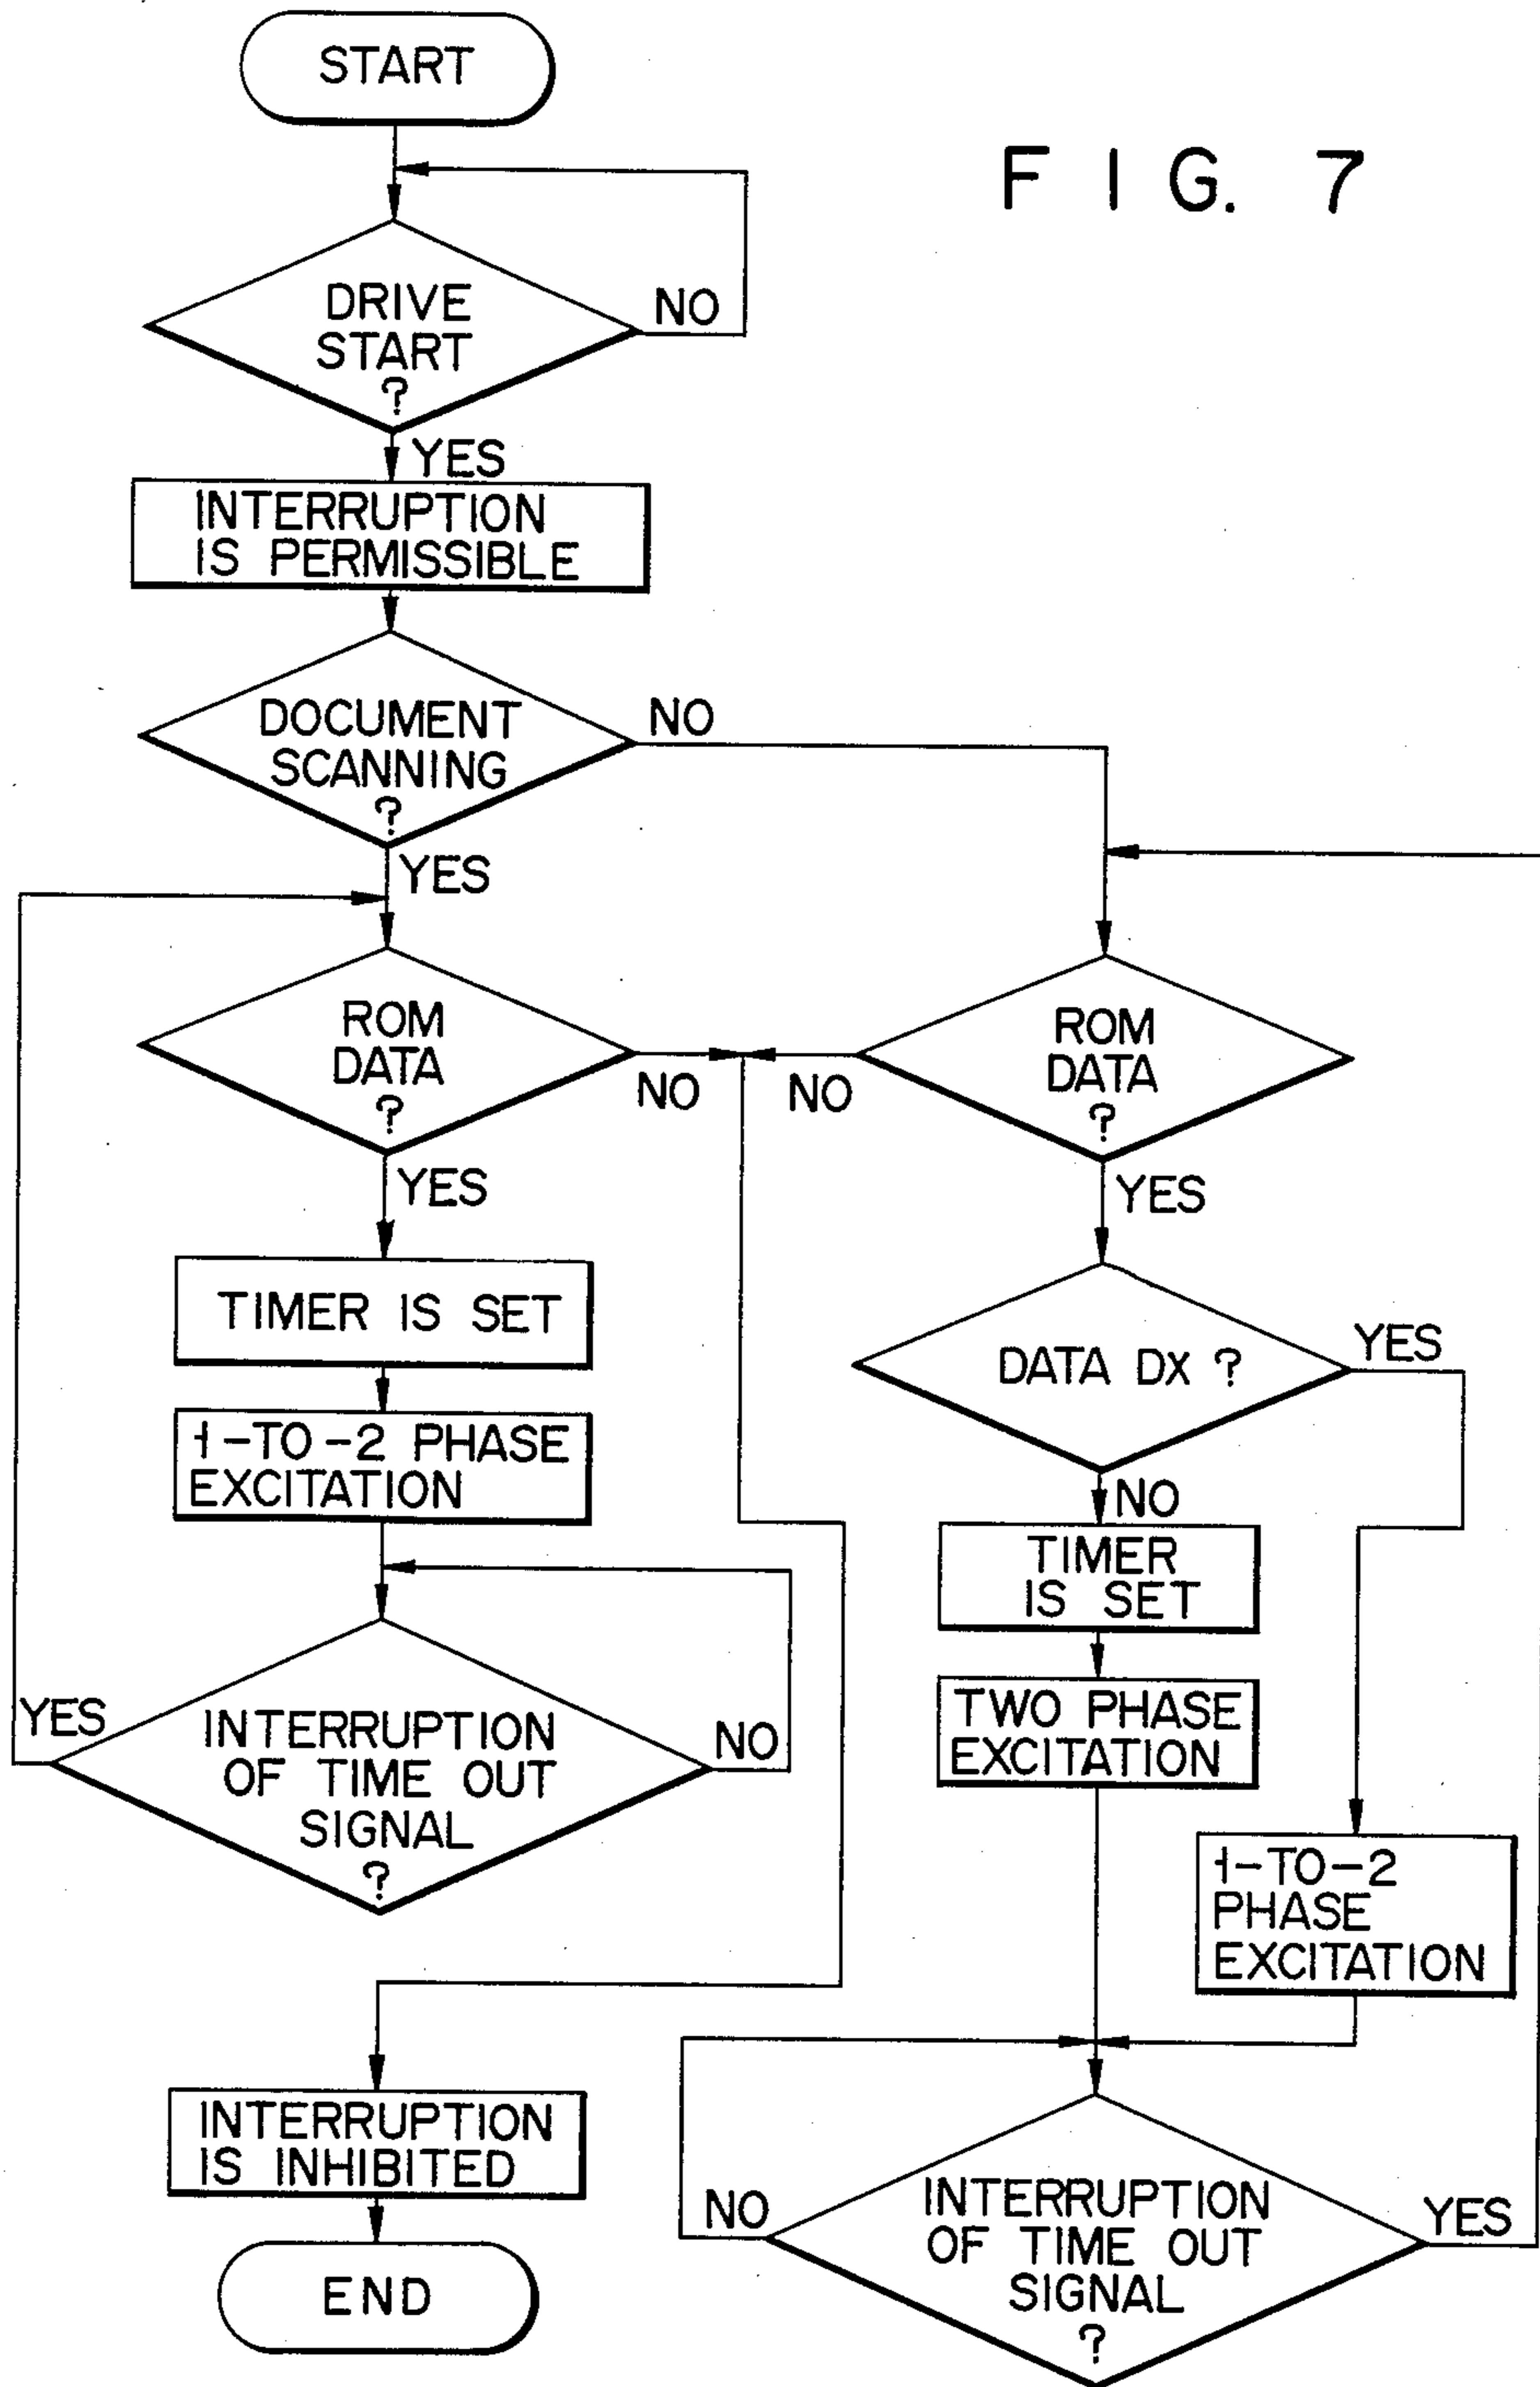 START
FIG. 7
DRIVE
START
?
NO
YES
INTERRUPTION
IS PERMISSIBLE
DOCUMENT
SCANNING
?
NO
YES
ROM
DATA
?
NO
YES
ROM
DATA
?
NO
YES
TIMER IS SET
1-TO-2 PHASE
EXCITATION
INTERRUPTION
OF TIME OUT
SIGNAL
?
YES
NO
DATA DX ?
YES
NO
TIMER
IS SET
TWO PHASE
EXCITATION
1-TO-2
PHASE
EXCITATION
INTERRUPTION
OF TIME OUT
SIGNAL
?
NO
YES
INTERRUPTION
IS INHIBITED
END